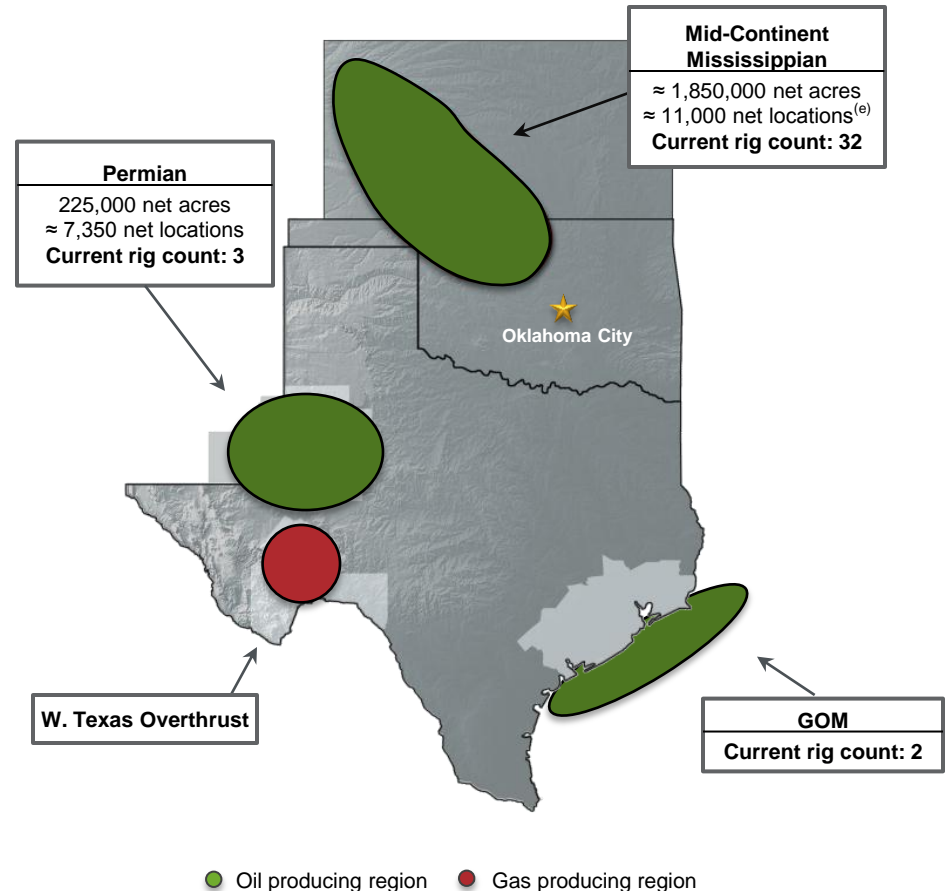 Mid-Continent
Mississippian
≈ 1,850,000 net acres
≈ 11,000 net locations(e)
Current rig count: 32
Permian
225,000 net acres
≈ 7,350 net locations
Current rig count: 3
Oklahoma City
W. Texas Overthrust
GOM
Current rig count: 2
Oil producing region
Gas producing region